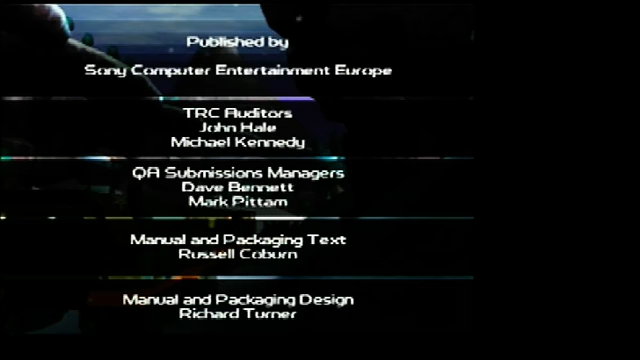 Published by
Sony Computer Entertainment Europe
TRC Auditors
John Hale
Michael Kennedy
QA Submissions Managers
Dave Bennett
Mark Pittam
Manual and Packaging Text
Russell Coburn
Manual and Packaging Design
Richard Turner